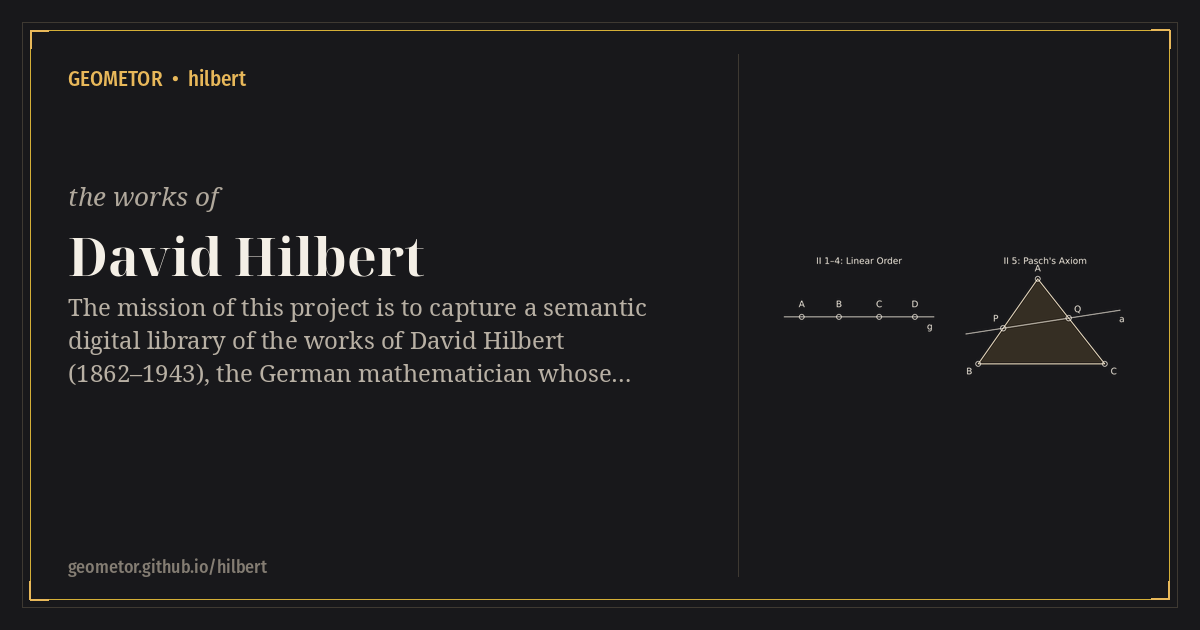 GEOMETOR • hilbert
the works of
David Hilbert
The mission of this project is to capture a semantic
digital library of the works of David Hilbert
(1862–1943), the German mathematician whose...
geometor.github.io/hilbert
II 1–4: Linear Order
A B C D
g
II 5: Pasch's Axiom
A
P Q
a
B C